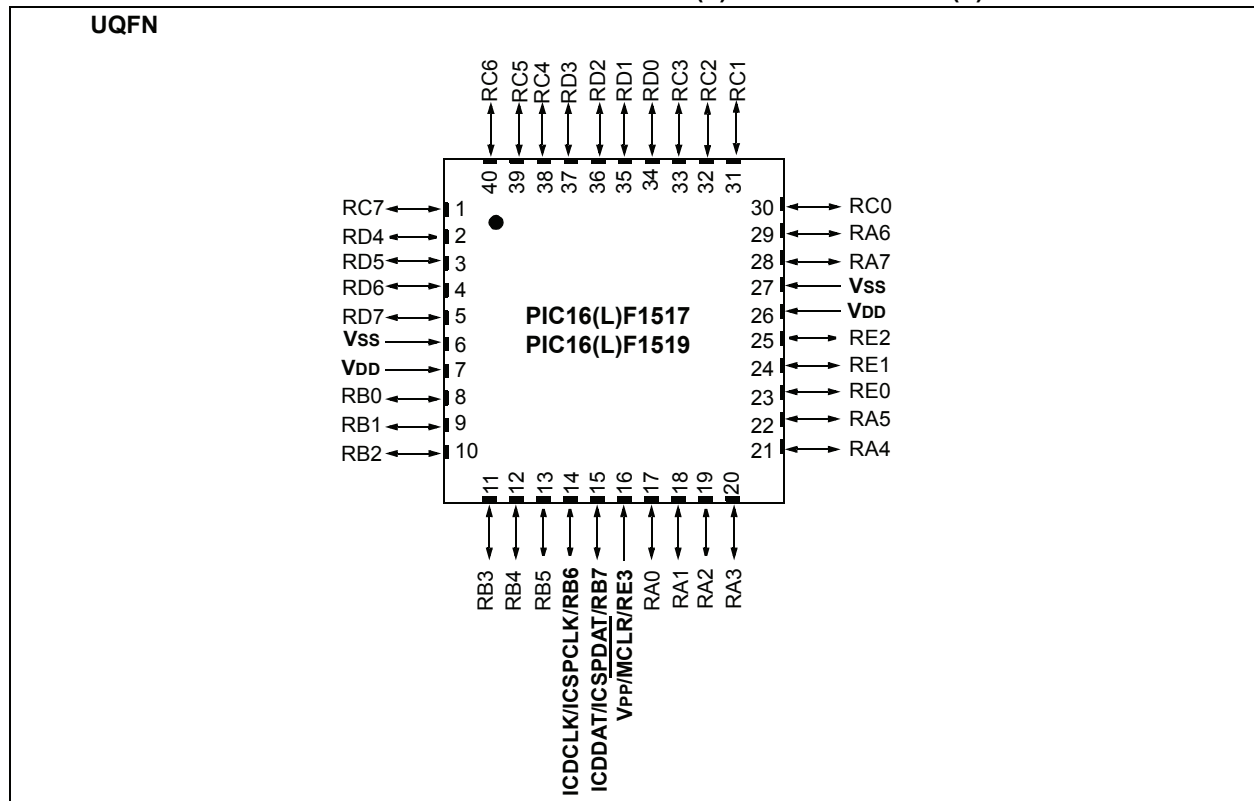 UQFN
RC6
RC5
RC4
RD3
RD2
RD1
RD0
RC3
RC2
RC1
40
39
38
37
36
35
34
33
32
31
RC7 1
RD4 2
RD5 3
RD6 4
RD7 5
VSS 6
VDD 7
RB0 8
RB1 9
RB2 10
PIC16(L)F1517
PIC16(L)F1519
30 RC0
29 RA6
28 RA7
27 VSS
26 VDD
25 RE2
24 RE1
23 RE0
22 RA5
21 RA4
11
12
13
14
15
16
17
18
19
20
RB3
RB4
RB5
ICDCLK/ICSPCLK/RB6
ICDDAT/ICSPDAT/RB7
VPP/MCLR/RE3
RA0
RA1
RA2
RA3